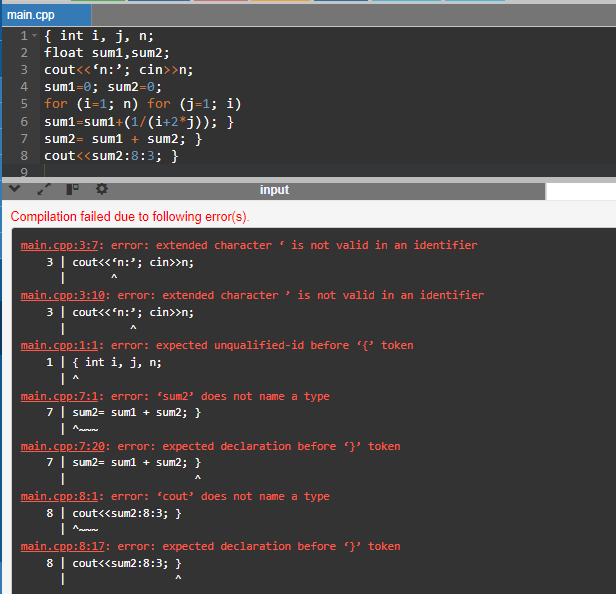 main.cpp
1 { int i, j, n;
2 float sum1,sum2;
3 cout<<‘n:’; cin>>n;
4 sum1=0; sum2=0;
5 for (i=1; n) for (j=1; i)
6 sum1=sum1+(1/(i+2*j)); }
7 sum2= sum1 + sum2; }
8 cout<<sum2:8:3; }
9
input
Compilation failed due to following error(s).
main.cpp:3:7: error: extended character ‘ is not valid in an identifier
3 | cout<<‘n:’; cin>>n;
| ^
main.cpp:3:10: error: extended character ’ is not valid in an identifier
3 | cout<<‘n:’; cin>>n;
| ^
main.cpp:1:1: error: expected unqualified-id before ‘{’ token
1 | { int i, j, n;
| ^
main.cpp:7:1: error: ‘sum2’ does not name a type
7 | sum2= sum1 + sum2; }
| ^~~~
main.cpp:7:20: error: expected declaration before ‘}’ token
7 | sum2= sum1 + sum2; }
| ^
main.cpp:8:1: error: ‘cout’ does not name a type
8 | cout<<sum2:8:3; }
| ^~~~
main.cpp:8:17: error: expected declaration before ‘}’ token
8 | cout<<sum2:8:3; }
| ^